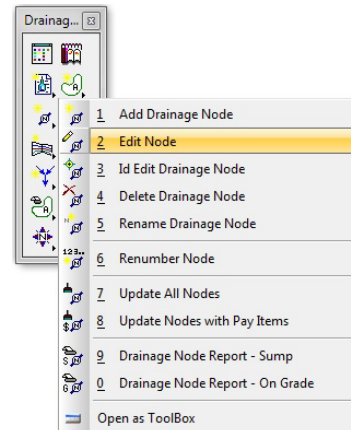 Drainag...
1 Add Drainage Node
2 Edit Node
3 Id Edit Drainage Node
4 Delete Drainage Node
5 Rename Drainage Node
123..
6 Renumber Node
7 Update All Nodes
8 Update Nodes with Pay Items
9 Drainage Node Report - Sump
0 Drainage Node Report - On Grade
Open as ToolBox